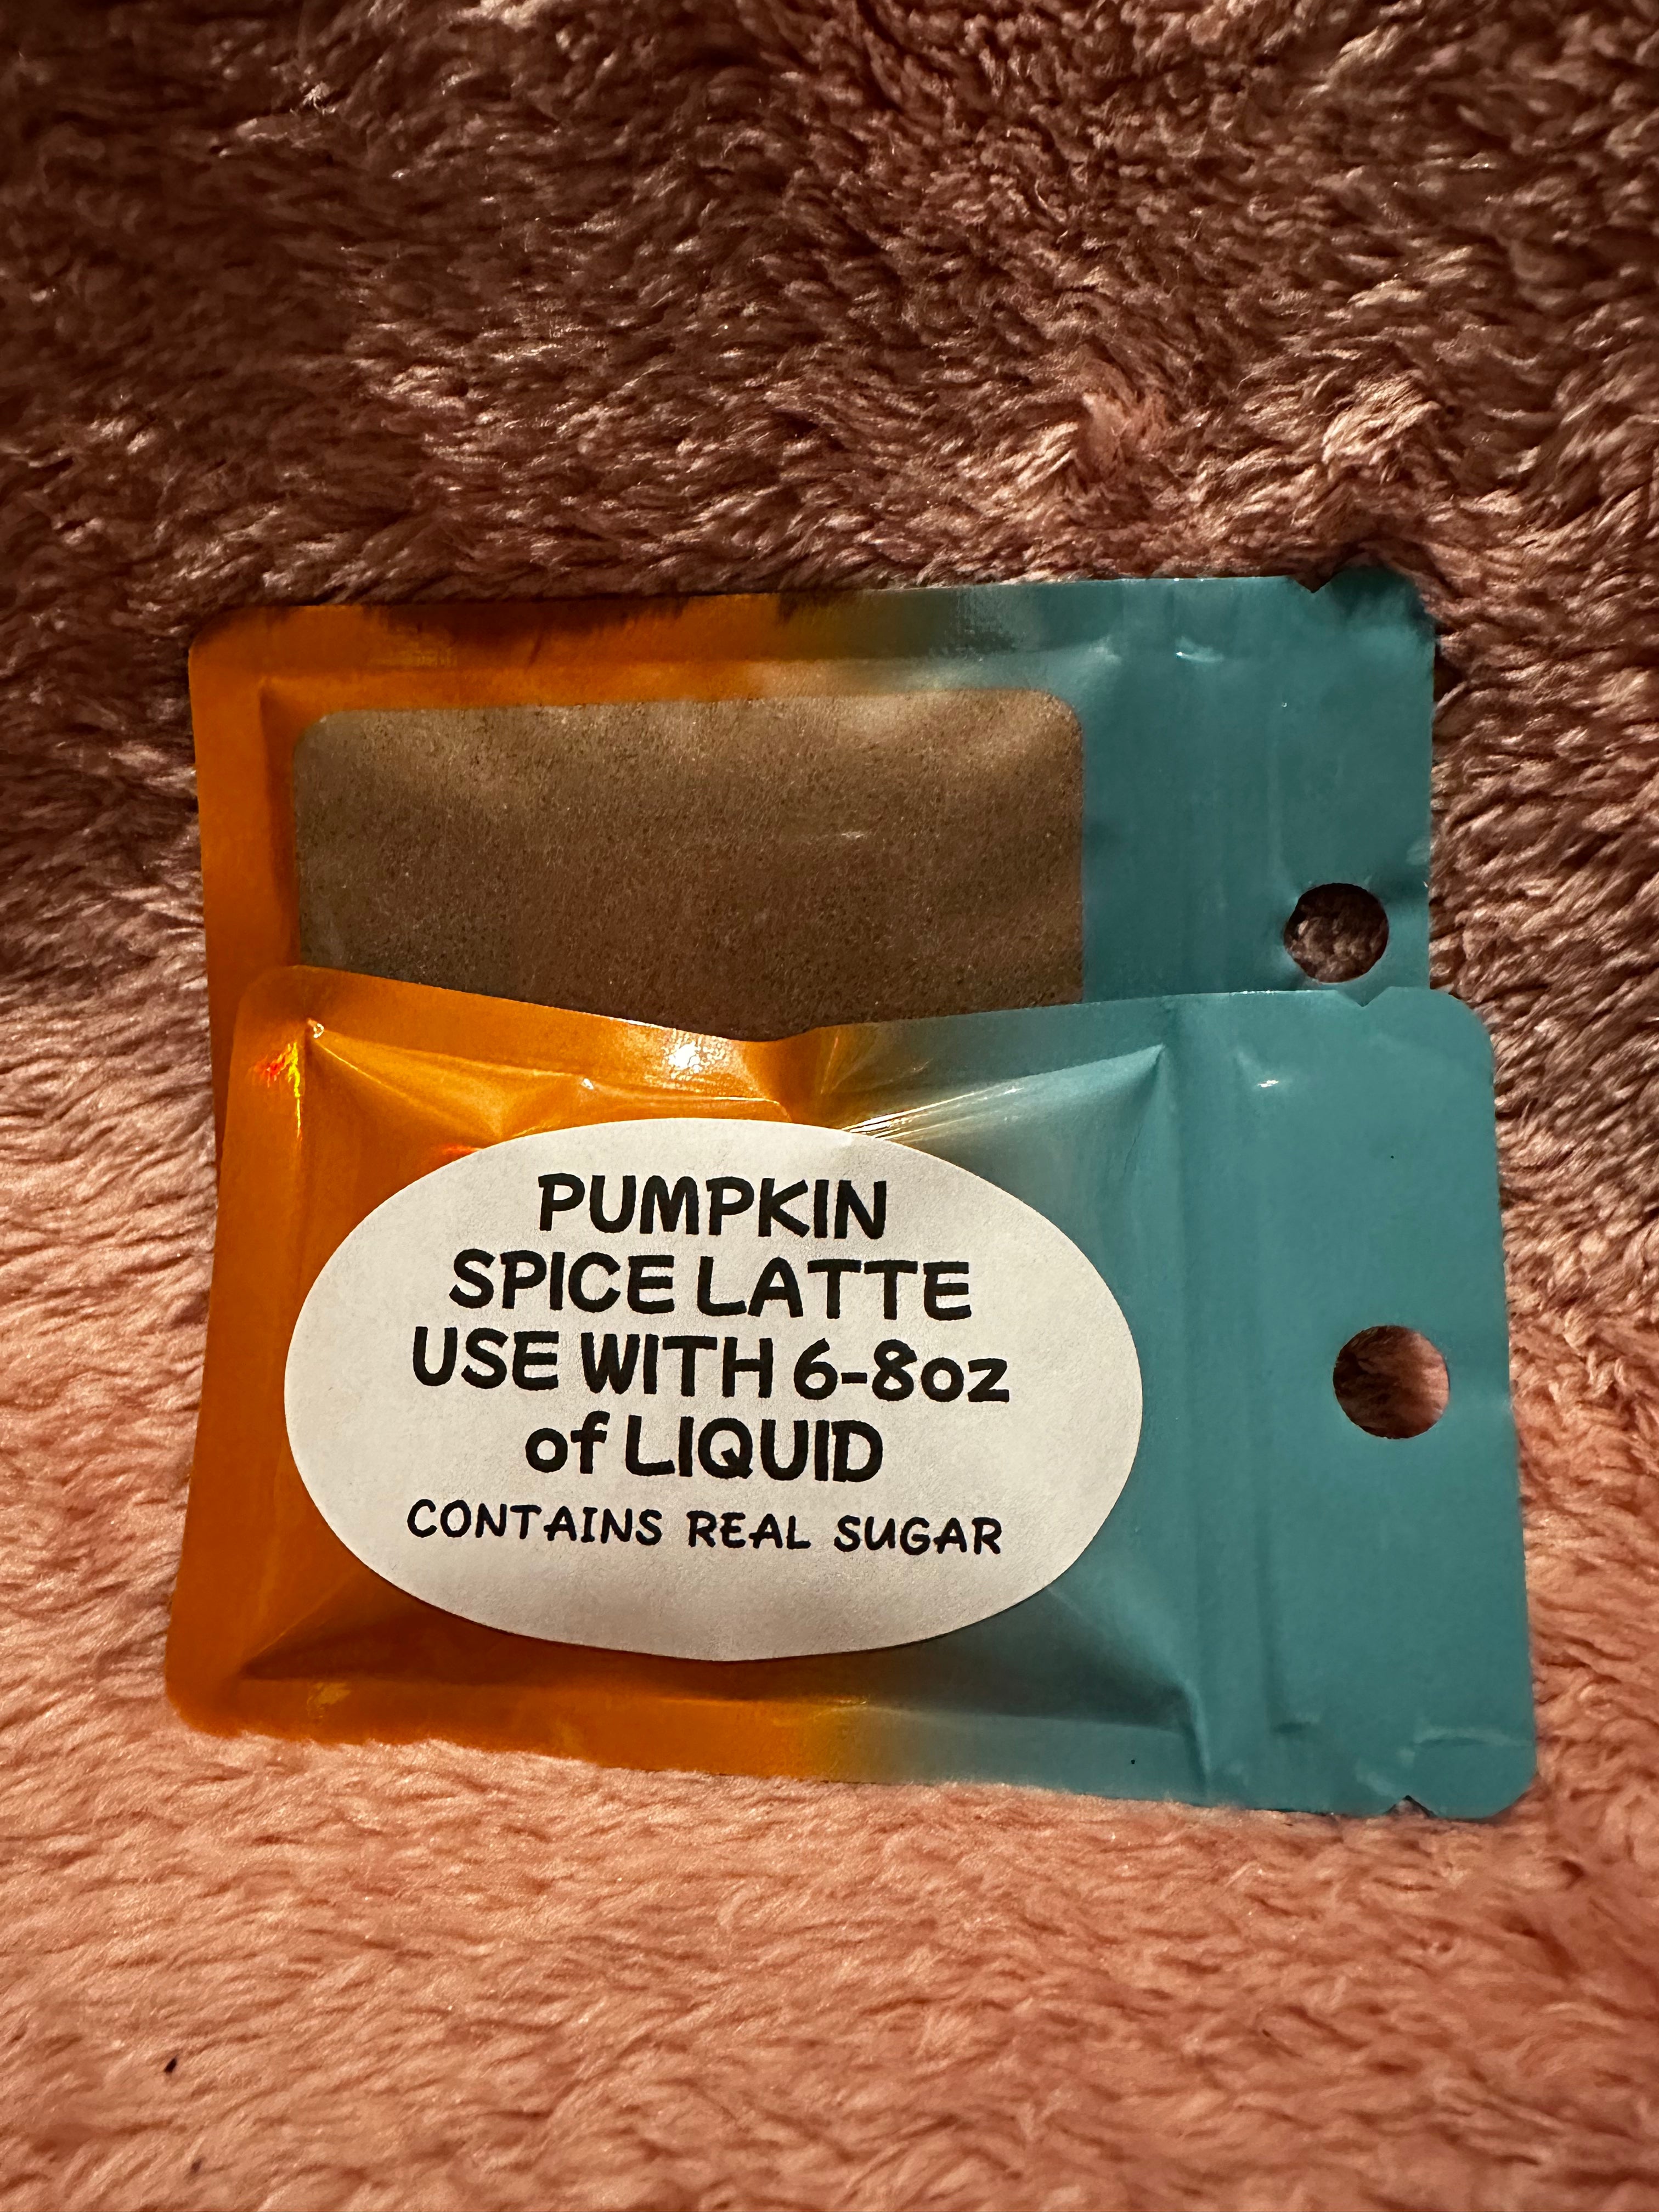 PUMPKIN
SPICE LATTE
USE WITH 6-8oz
of LIQUID
CONTAINS REAL SUGAR